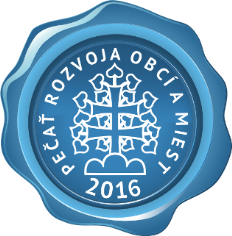 PEČAŤ ROZVOJA OBCÍ A MIEST
2016